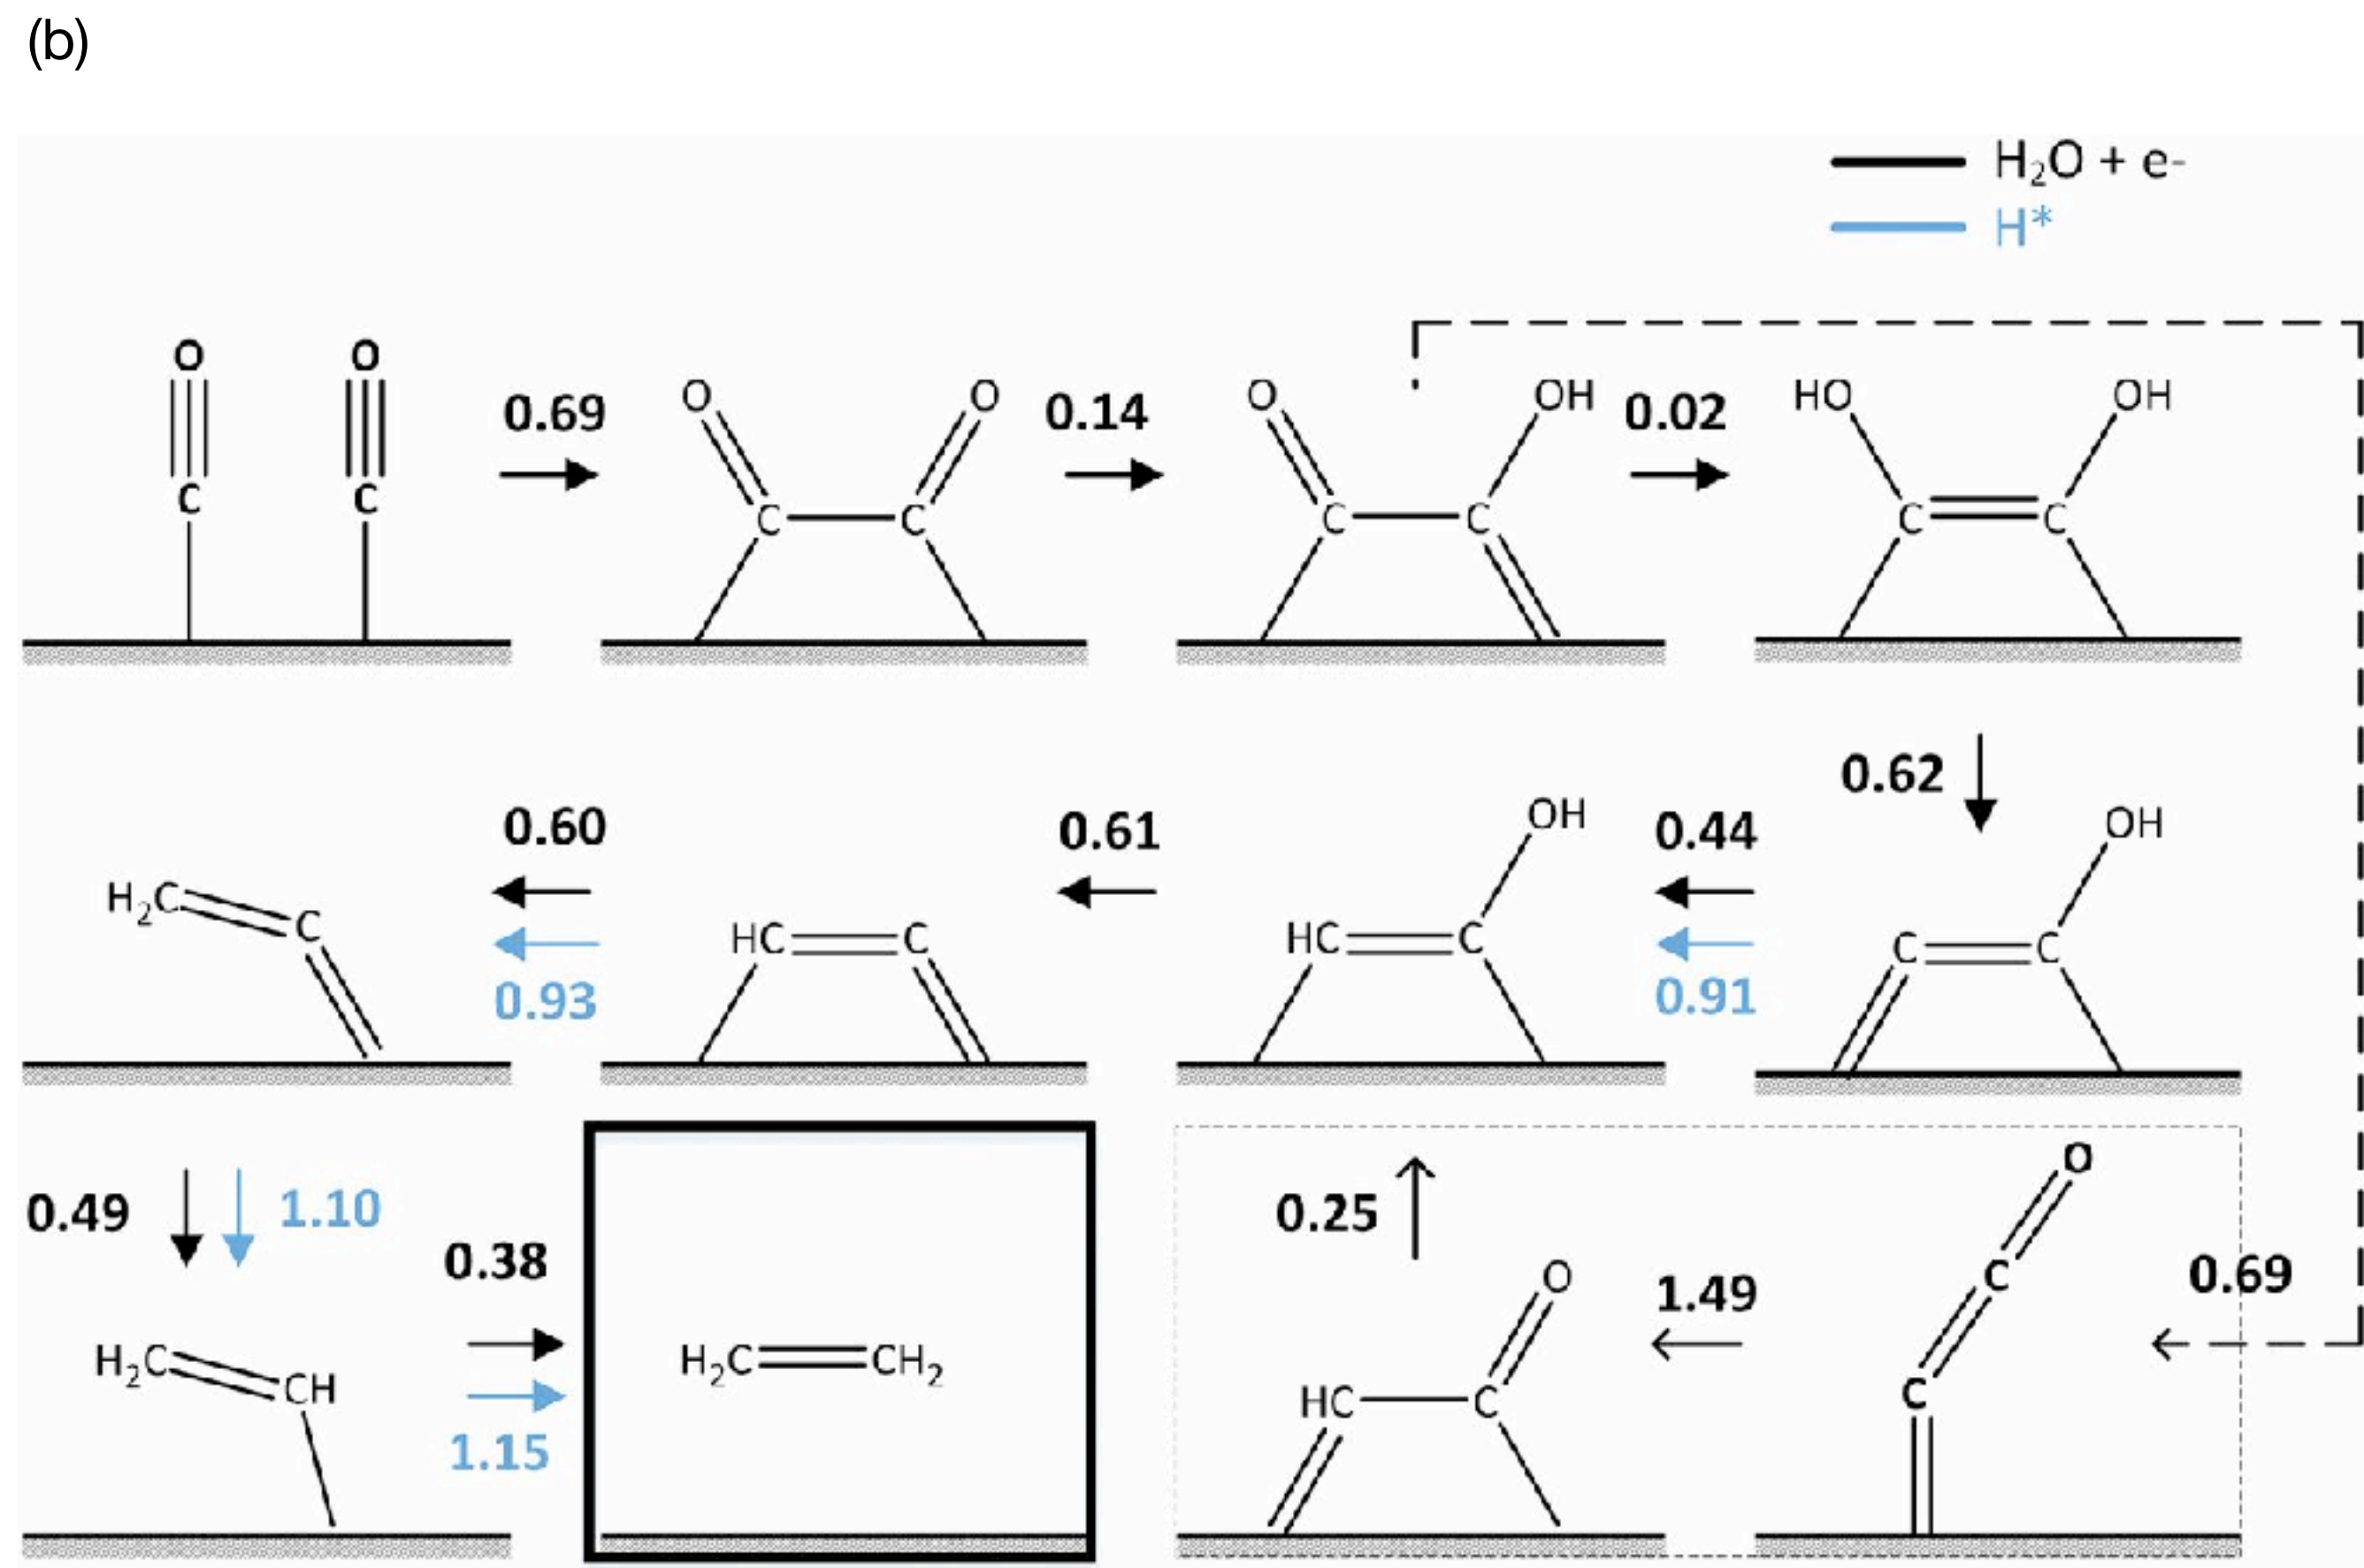 (b)
H₂O + e-
H*
O O
C C
0.69
O O
C C
0.14
O OH
C C
0.02
HO OH
C C
0.62
OH
C C
0.44
0.91
OH
HC C
0.61
HC C
0.60
0.93
H₂C C
0.49 1.10
H₂C CH
0.38
1.15
H₂C CH₂
0.25
O
HC C
1.49
O
C
C
0.69